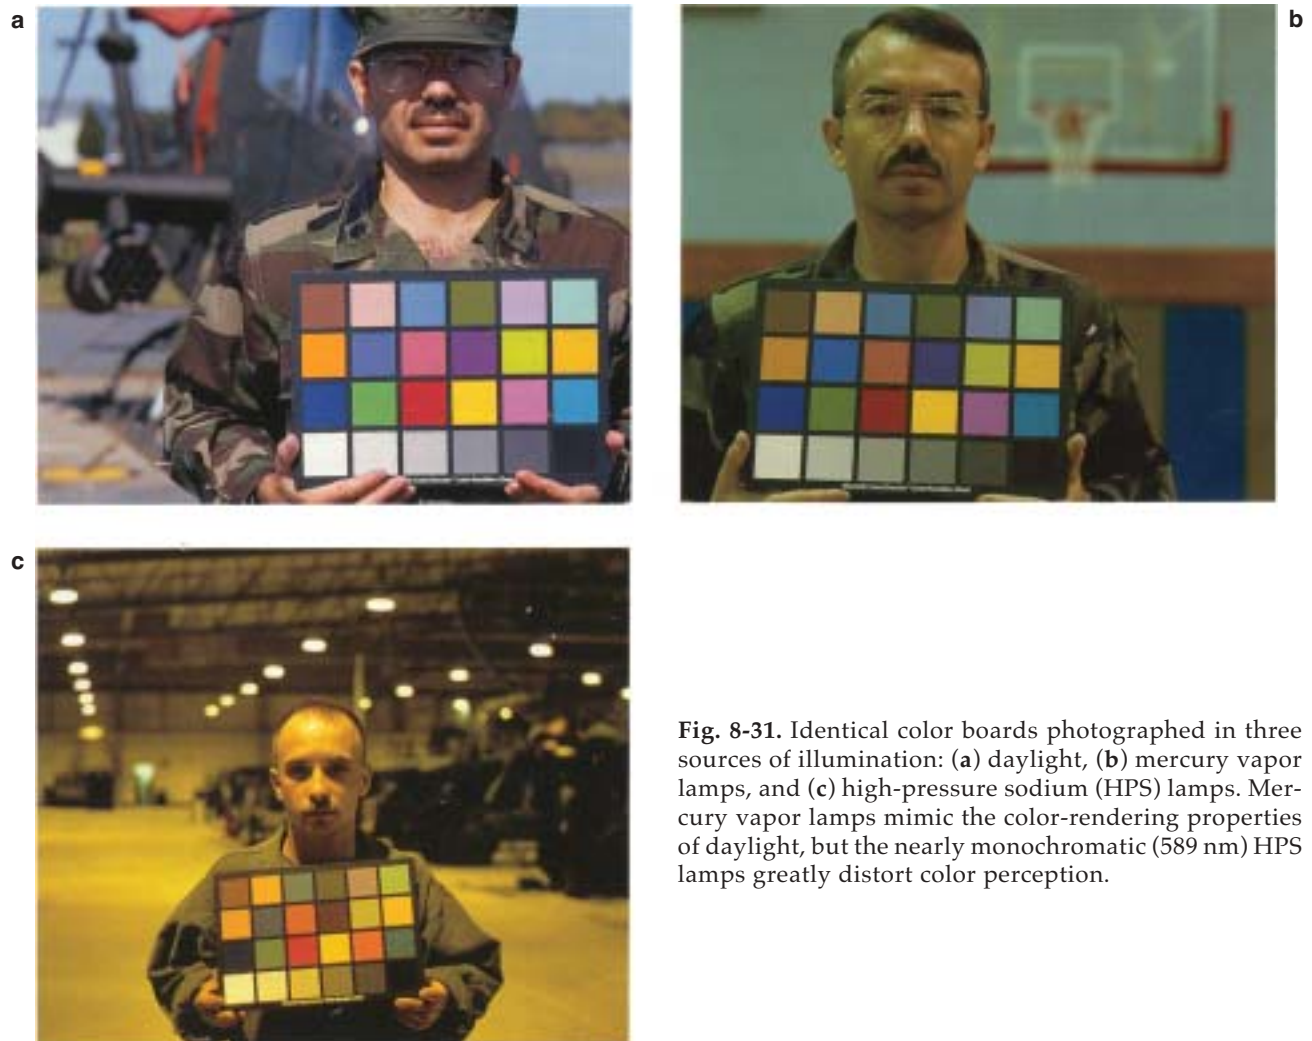 a
b
c
Fig. 8-31. Identical color boards photographed in three
sources of illumination: (a) daylight, (b) mercury vapor
lamps, and (c) high-pressure sodium (HPS) lamps. Mer-
cury vapor lamps mimic the color-rendering properties
of daylight, but the nearly monochromatic (589 nm) HPS
lamps greatly distort color perception.